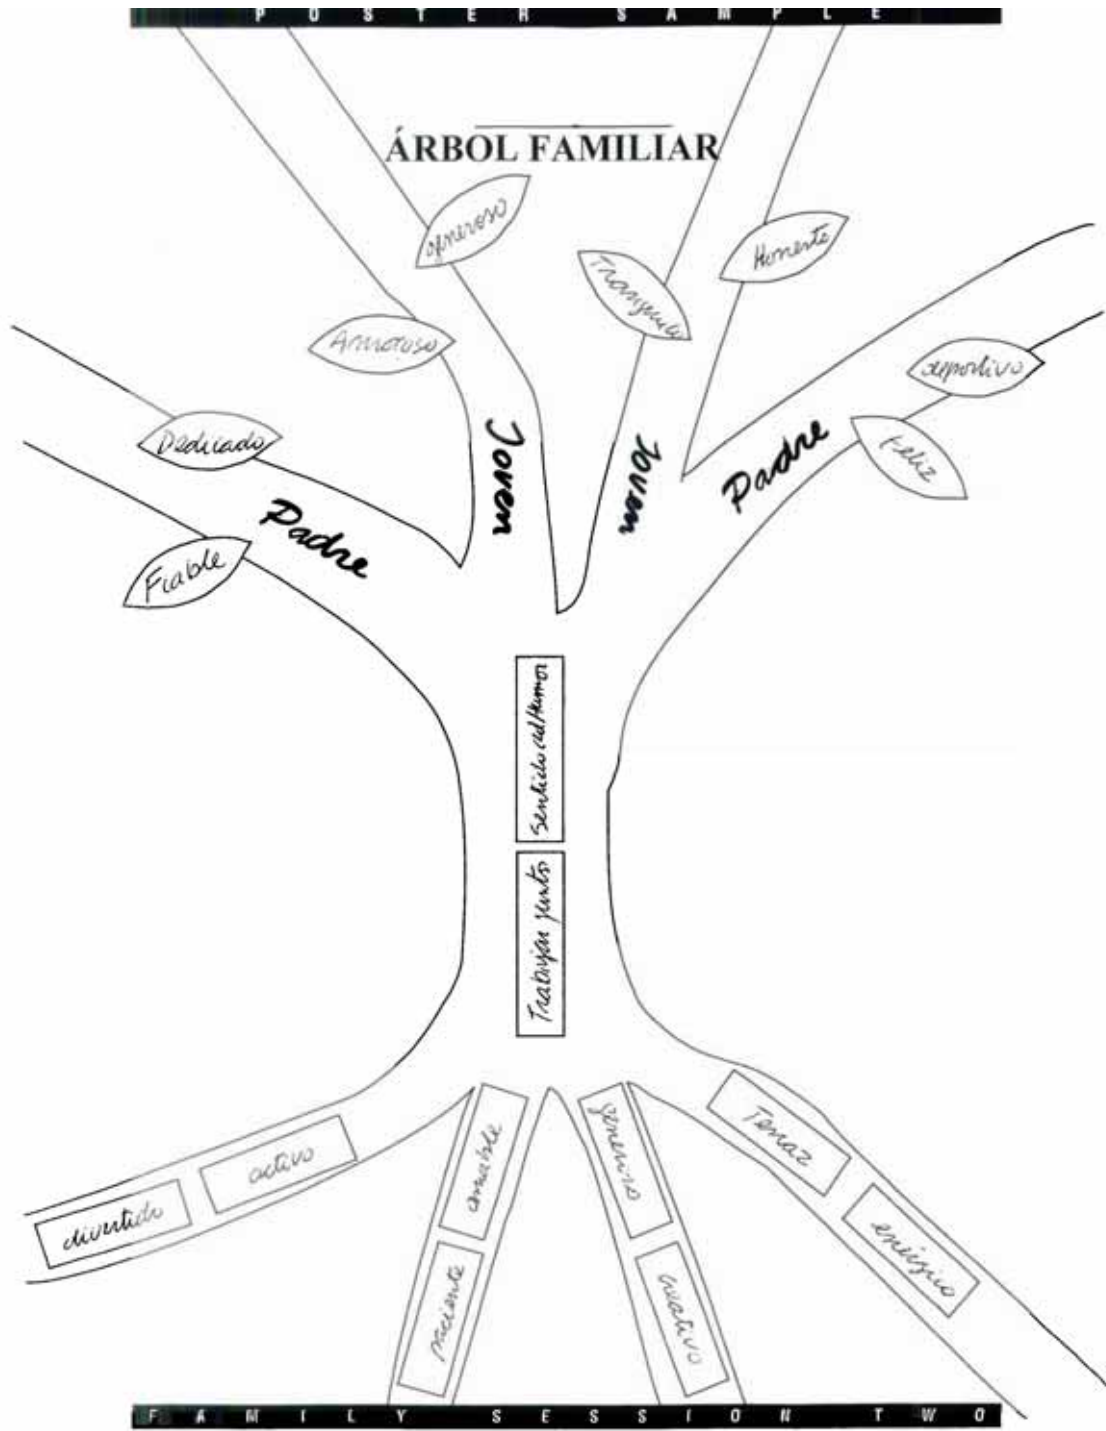 POSTER SAMPLE
ÁRBOL FAMILIAR
generoso
Honesto
Tranquilo
Amoroso
deportivo
Dedicado
Feliz
Joven
Joven
Padre
Padre
Fiable
Sentido del Humor
Trabajar juntos
activo
divertido
amable
paciente
generoso
creativo
Tenaz
enérgico
FAMILY SESSION TWO